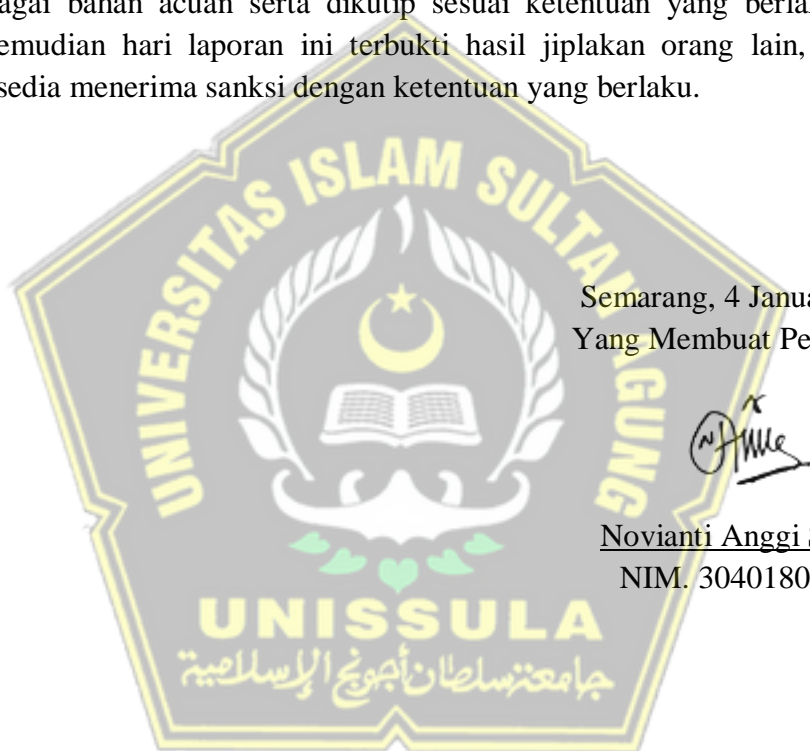 agai bahan acuan serta dikutip sesuai ketentuan yang berla
emudian hari laporan ini terbukti hasil jiplakan orang lain,
sedia menerima sanksi dengan ketentuan yang berlaku.
UNIVERSITAS ISLAM SULTAN AGUNG
Semarang, 4 Janua
Yang Membuat Pe
Novianti Anggi S
NIM. 3040180
UNISSULA
جامعة سلطان أجونج الإسلامية